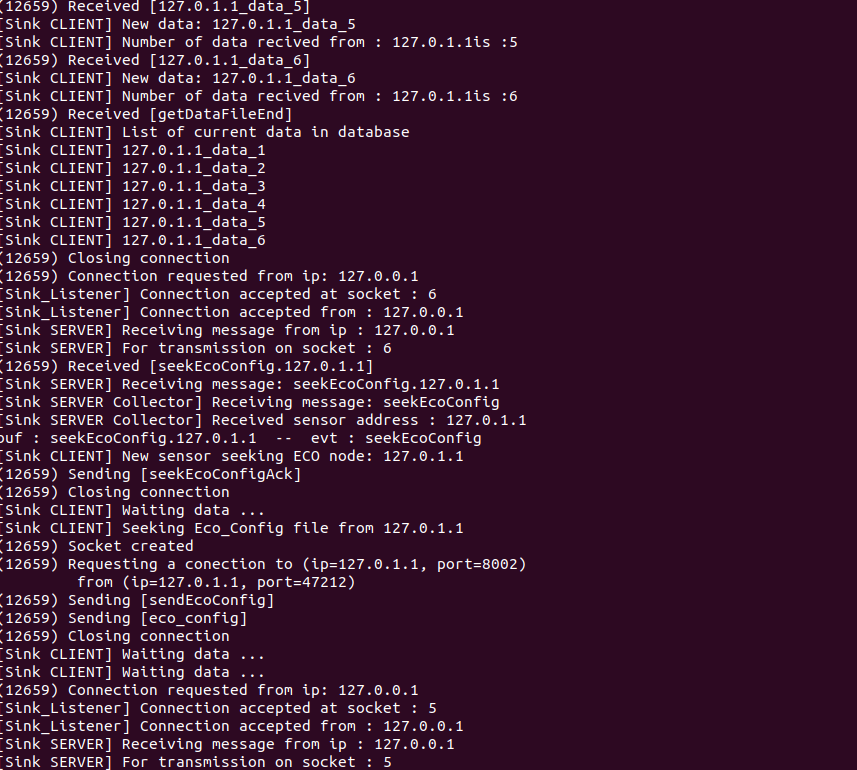 (12659) Received [127.0.1.1_data_5]
[Sink CLIENT] New data: 127.0.1.1_data_5
[Sink CLIENT] Number of data recived from : 127.0.1.1is :5
(12659) Received [127.0.1.1_data_6]
[Sink CLIENT] New data: 127.0.1.1_data_6
[Sink CLIENT] Number of data recived from : 127.0.1.1is :6
(12659) Received [getDataFileEnd]
[Sink CLIENT] List of current data in database
[Sink CLIENT] 127.0.1.1_data_1
[Sink CLIENT] 127.0.1.1_data_2
[Sink CLIENT] 127.0.1.1_data_3
[Sink CLIENT] 127.0.1.1_data_4
[Sink CLIENT] 127.0.1.1_data_5
[Sink CLIENT] 127.0.1.1_data_6
(12659) Closing connection
(12659) Connection requested from ip: 127.0.0.1
[Sink_Listener] Connection accepted at socket : 6
[Sink_Listener] Connection accepted from : 127.0.0.1
[Sink SERVER] Receiving message from ip : 127.0.0.1
[Sink SERVER] For transmission on socket : 6
(12659) Received [seekEcoConfig.127.0.1.1]
[Sink SERVER] Receiving message: seekEcoConfig.127.0.1.1
[Sink SERVER Collector] Receiving message: seekEcoConfig
[Sink SERVER Collector] Received sensor address : 127.0.1.1
buf : seekEcoConfig.127.0.1.1  --  evt : seekEcoConfig
[Sink CLIENT] New sensor seeking ECO node: 127.0.1.1
(12659) Sending [seekEcoConfigAck]
(12659) Closing connection
[Sink CLIENT] Waiting data ...
[Sink CLIENT] Seeking Eco_Config file from 127.0.1.1
(12659) Socket created
(12659) Requesting a conection to (ip=127.0.1.1, port=8002)
from (ip=127.0.1.1, port=47212)
(12659) Sending [sendEcoConfig]
(12659) Sending [eco_config]
(12659) Closing connection
[Sink CLIENT] Waiting data ...
[Sink CLIENT] Waiting data ...
(12659) Connection requested from ip: 127.0.0.1
[Sink_Listener] Connection accepted at socket : 5
[Sink_Listener] Connection accepted from : 127.0.0.1
[Sink SERVER] Receiving message from ip : 127.0.0.1
[Sink SERVER] For transmission on socket : 5